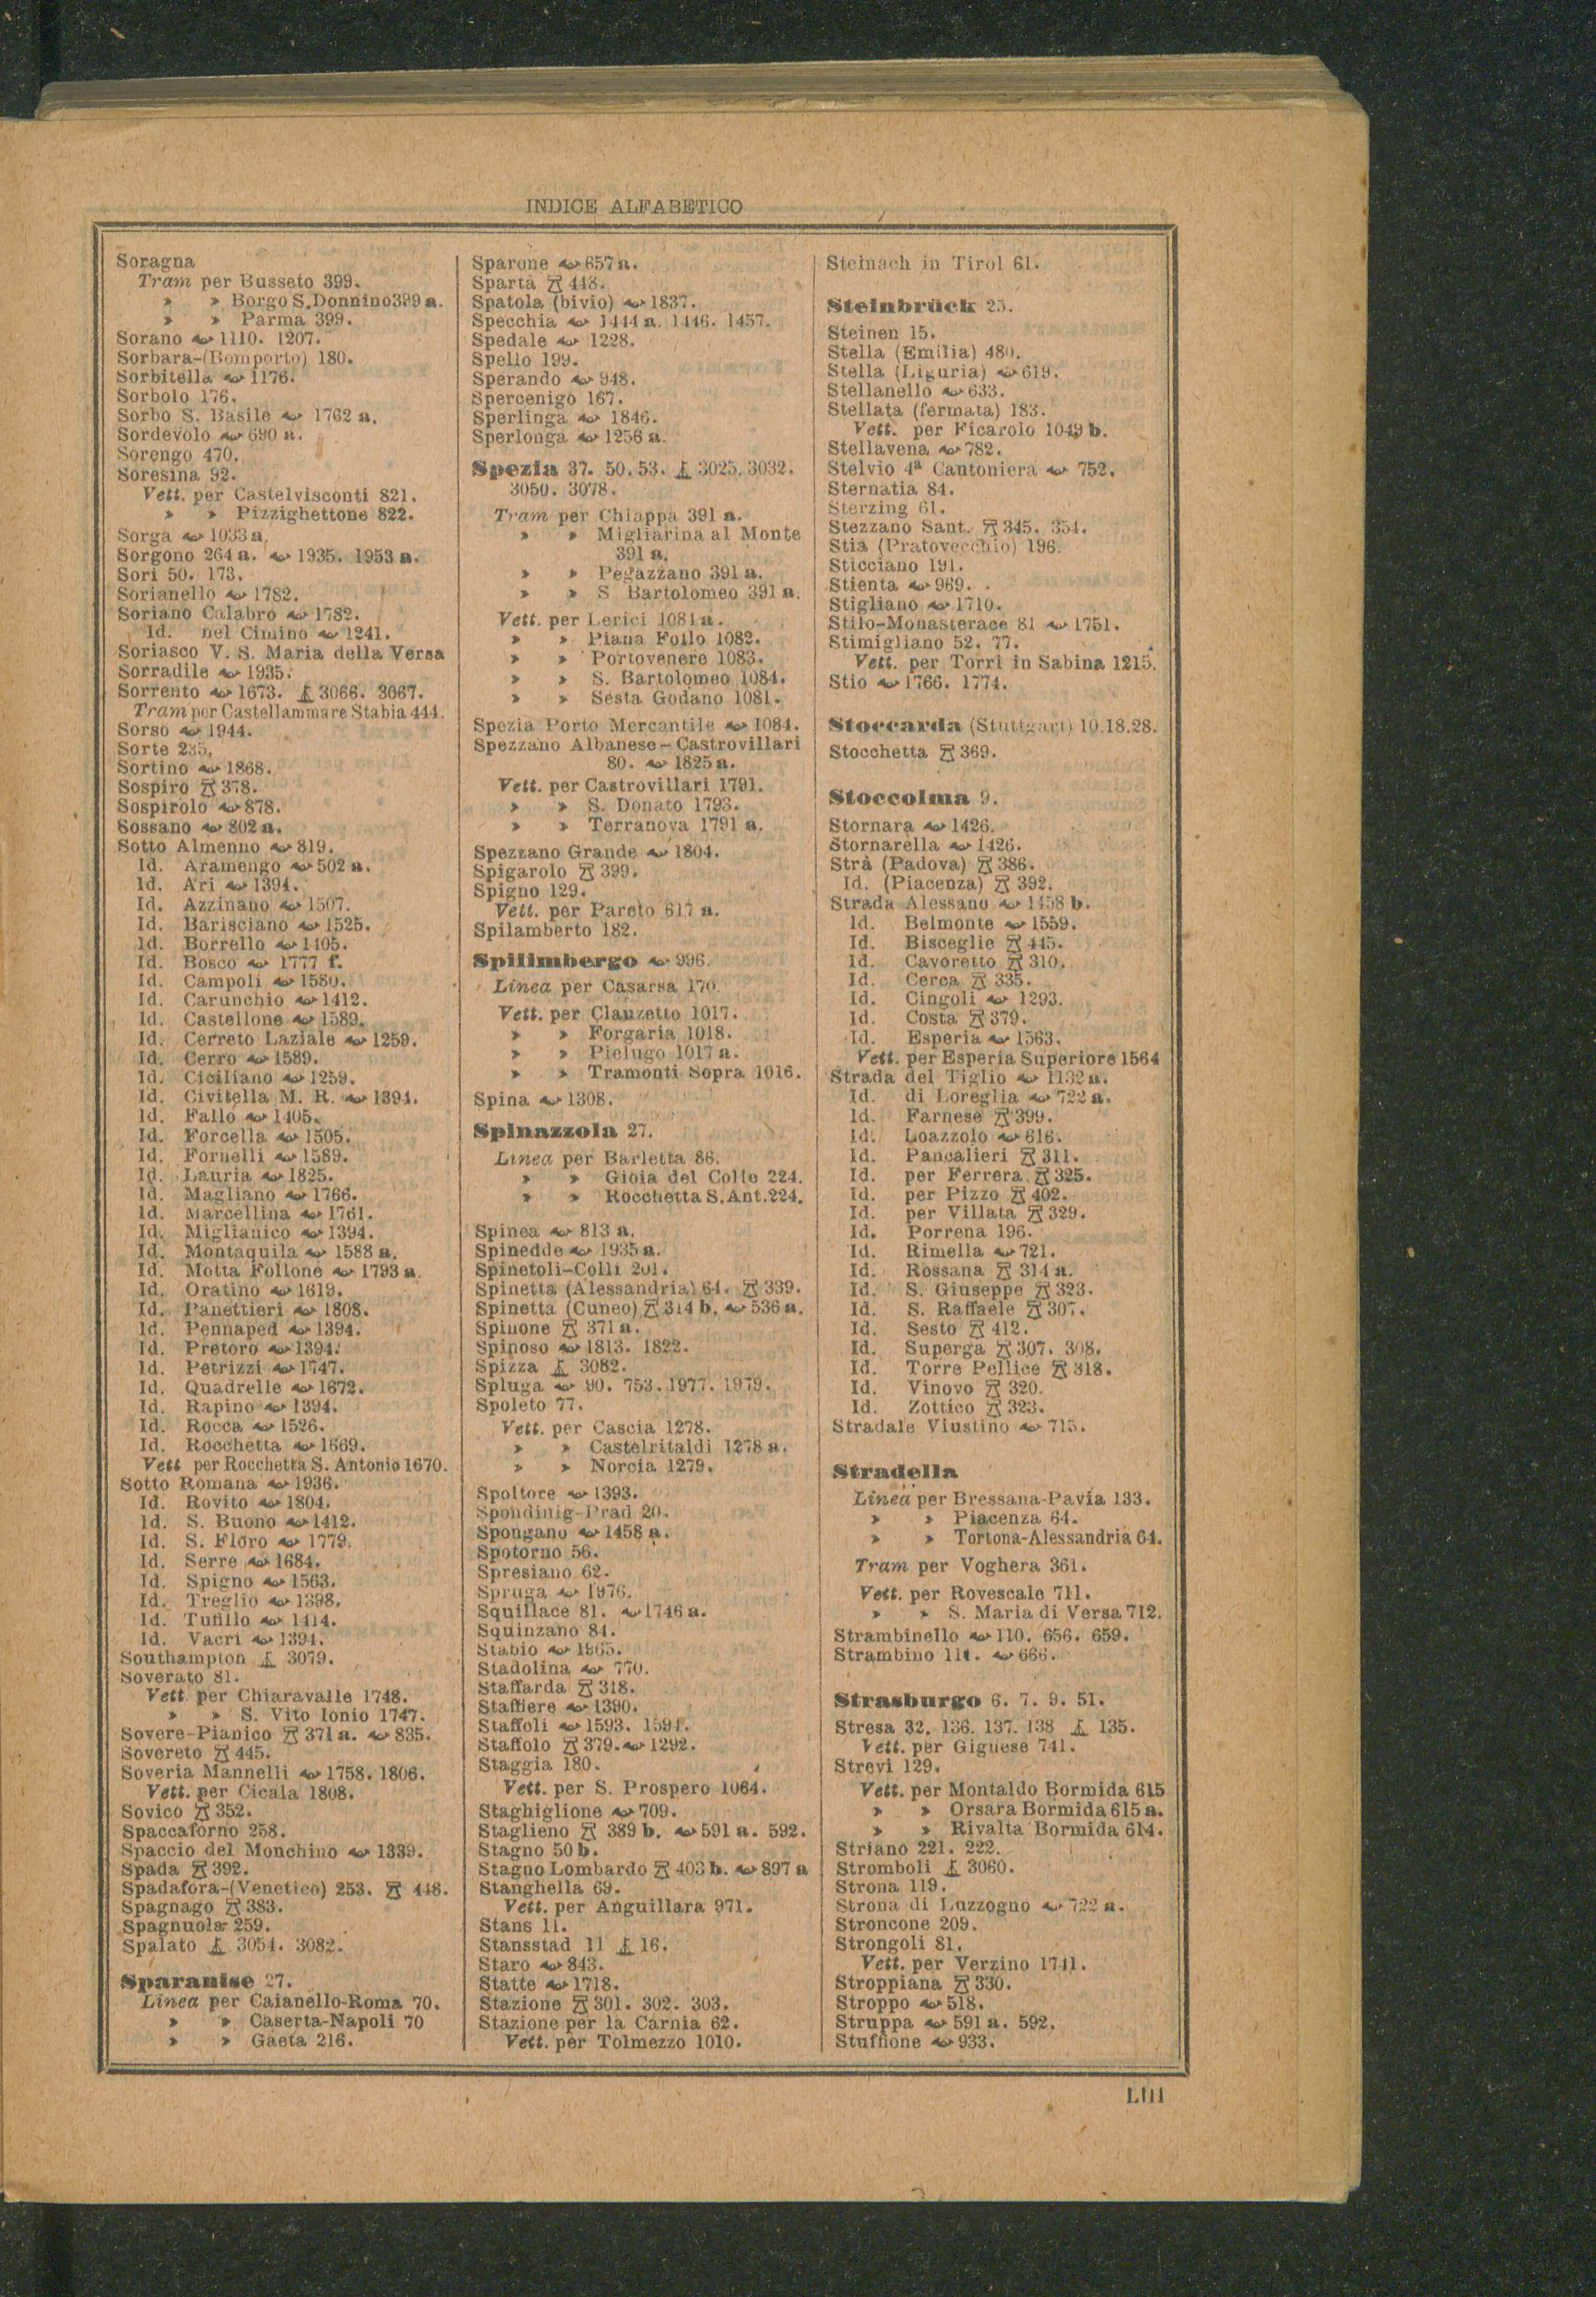 INDICE ALFABETICO
Soragna
Tram per Busseto 399.
» » Borgo S. Donnino 399 a.
» » Parma 399.
Sorano 1110. 1207.
Sorbara-(Bomporto) 180.
Sorbitella 1176.
Sorbolo 176.
Sorbo S. Basile 1762 a.
Sordevolo 690 a.
Sorengo 470.
Soresina 92.
Vett. per Castelvisconti 821.
» » Pizzighettone 822.
Sorga 1033 a.
Sorgono 264 a. 1935. 1953 a.
Sori 50. 173.
Sorianello 1782.
Soriano Calabro 1782.
Id. nel Cimino 1241.
Soriasco V. S. Maria della Versa
Sorradile 1935.
Sorrento 1673. 3066. 3067.
Tram per Castellammare Stabia 444.
Sorso 1944.
Sorte 235.
Sortino 1868.
Sospiro 378.
Sospirolo 878.
Sossano 802 a.
Sotto Almenno 819.
Id. Aramengo 502 a.
Id. Ari 1394.
Id. Azzinano 1507.
Id. Barisciano 1525.
Id. Borrello 1405.
Id. Bosco 1777 f.
Id. Campoli 1580.
Id. Carunchio 1412.
Id. Castellone 1589.
Id. Cerreto Laziale 1259.
Id. Cerro 1589.
Id. Ciciliano 1259.
Id. Civitella M. R. 1394.
Id. Fallo 1405.
Id. Forcella 1505.
Id. Fornelli 1589.
Id. Lauria 1825.
Id. Magliano 1766.
Id. Marcellina 1761.
Id. Miglianico 1394.
Id. Montaquila 1588 a.
Id. Motta Follone 1793 a.
Id. Oratino 1619.
Id. Panettieri 1808.
Id. Pennaped 1394.
Id. Pretoro 1394.
Id. Petrizzi 1747.
Id. Quadrelle 1672.
Id. Rapino 1394.
Id. Rocca 1526.
Id. Rocchetta 1669.
Vett per Rocchetta S. Antonio 1670.
Sotto Romana 1936.
Id. Rovito 1804.
Id. S. Buono 1412.
Id. S. Floro 1779.
Id. Serre 1684.
Id. Spigno 1563.
Id. Treglio 1398.
Id. Tufillo 1414.
Id. Vacri 1394.
Southampton 3079.
Soverato 81.
Vett. per Chiaravalle 1748.
» » S. Vito Ionio 1747.
Sovere-Pianico 371 a. 835.
Sovereto 445.
Soveria Mannelli 1758. 1806.
Vett. per Cicala 1808.
Sovico 352.
Spaccaforno 258.
Spaccio del Monchino 1339.
Spada 392.
Spadafora-(Venetico) 253. 448.
Spagnago 383.
Spagnuola 259.
Spalato 3054. 3082.
Sparanise 27.
Linea per Caianello-Roma 70.
» » Caserta-Napoli 70
» » Gaeta 216.
Sparone 657 a.
Spartà 448.
Spatola (bivio) 1837.
Specchia 1444 a. 1446. 1457.
Spedale 1228.
Spello 199.
Sperando 948.
Spercenigo 167.
Sperlinga 1846.
Sperlonga 1256 a.
Spezia 37. 50. 53. 3025. 3032.
3050. 3078.
Tram per Chiappa 391 a.
» » Migliarina al Monte
391 a.
» » Pegazzano 391 a.
» » S. Bartolomeo 391 a.
Vett. per Lerici 1081 a.
» » Piana Follo 1082.
» » Portovenere 1083.
» » S. Bartolomeo 1084.
» » Sesta Godano 1081.
Spezia Porto Mercantile 1084.
Spezzano Albanese-Castrovillari
80. 1825 a.
Vett. per Castrovillari 1791.
» » S. Donato 1793.
» » Terranova 1791 a.
Spezzano Grande 1804.
Spigarolo 399.
Spigno 129.
Vett. per Pareto 617 a.
Spilamberto 182.
Spilimbergo 996.
Linea per Casarsa 170.
Vett. per Clauzetto 1017.
» » Forgaria 1018.
» » Pielugo 1017 a.
» » Tramonti Sopra 1016.
Spina 1308.
Spinazzola 27.
Linea per Barletta 86.
» » Gioia del Colle 224.
» » Rocchetta S. Ant. 224.
Spinea 813 a.
Spinedde 1935 a.
Spinetoli-Colli 201.
Spinetta (Alessandria) 64. 339.
Spinetta (Cuneo) 314 b. 536 a.
Spinone 371 a.
Spinoso 1813. 1822.
Spizza 3082.
Spluga 90. 753. 1977. 1979.
Spoleto 77.
Vett. per Cascia 1278.
» » Castelritaldi 1278 a.
» » Norcia 1279.
Spoltore 1393.
Spondinig-Prad 20.
Spongano 1458 a.
Spotorno 56.
Spresiano 62.
Spruga 1976.
Squillace 81. 1746 a.
Squinzano 84.
Stabio 1965.
Stadolina 770.
Staffarda 318.
Staffiere 1390.
Staffoli 1593. 1594.
Staffolo 379. 1292.
Staggia 180.
Vett. per S. Prospero 1064.
Staghiglione 709.
Staglieno 389 b. 591 a. 592.
Stagno 50 b.
Stagno Lombardo 403 b. 897 a
Stanghella 69.
Vett. per Anguillara 971.
Stans 11.
Stansstad 11 16.
Staro 843.
Statte 1718.
Stazione 301. 302. 303.
Stazione per la Carnia 62.
Vett. per Tolmezzo 1010.
Steinach in Tirol 61.
Steinbrück 25.
Steinen 15.
Stella (Emilia) 480.
Stella (Liguria) 619.
Stellanello 633.
Stellata (fermata) 183.
Vett. per Ficarolo 1049 b.
Stellavena 782.
Stelvio 4ª Cantoniera 752.
Sternatia 84.
Sterzing 61.
Stezzano Sant. 345. 354.
Stia (Pratovecchio) 196.
Sticciano 191.
Stienta 969.
Stigliano 1710.
Stilo-Monasterace 81 1751.
Stimigliano 52. 77.
Vett. per Torri in Sabina 1215.
Stio 1766. 1774.
Stoccarda (Stuttgart) 10.18.28.
Stocchetta 369.
Stoccolma 9.
Stornara 1426.
Stornarella 1426.
Strà (Padova) 386.
Id. (Piacenza) 392.
Strada Alessano 1458 b.
Id. Belmonte 1559.
Id. Bisceglie 445.
Id. Cavoretto 310.
Id. Cerca 335.
Id. Cingoli 1293.
Id. Costa 379.
Id. Esperia 1563.
Vett. per Esperia Superiore 1564
Strada del Tiglio 1132 a.
Id. di Loreglia 722 a.
Id. Farnese 399.
Id. Loazzolo 616.
Id. Pancalieri 311.
Id. per Ferrera 325.
Id. per Pizzo 402.
Id. per Villata 329.
Id. Porrena 196.
Id. Rimella 721.
Id. Rossana 314 a.
Id. S. Giuseppe 323.
Id. S. Raffaele 307.
Id. Sesto 412.
Id. Superga 307. 308.
Id. Torre Pellice 318.
Id. Vinovo 320.
Id. Zottico 323.
Stradale Viustino 715.
Stradella
Linea per Bressana-Pavia 133.
» » Piacenza 64.
» » Tortona-Alessandria 64.
Tram per Voghera 361.
Vett. per Rovescale 711.
» » S. Maria di Versa 712.
Strambinello 110. 656. 659.
Strambino 111. 666.
Strasburgo 6. 7. 9. 51.
Stresa 32. 136. 137. 138 135.
Vett. per Gignese 741.
Strevi 129.
Vett. per Montaldo Bormida 615
» » Orsara Bormida 615 a.
» » Rivalta Bormida 614.
Striano 221. 222.
Stromboli 3060.
Strona 119.
Strona di Luzzogno 722 a.
Stroncone 209.
Strongoli 81.
Vett. per Verzino 1741.
Stroppiana 330.
Stroppo 518.
Struppa 591 a. 592.
Stuffione 933.
LIII